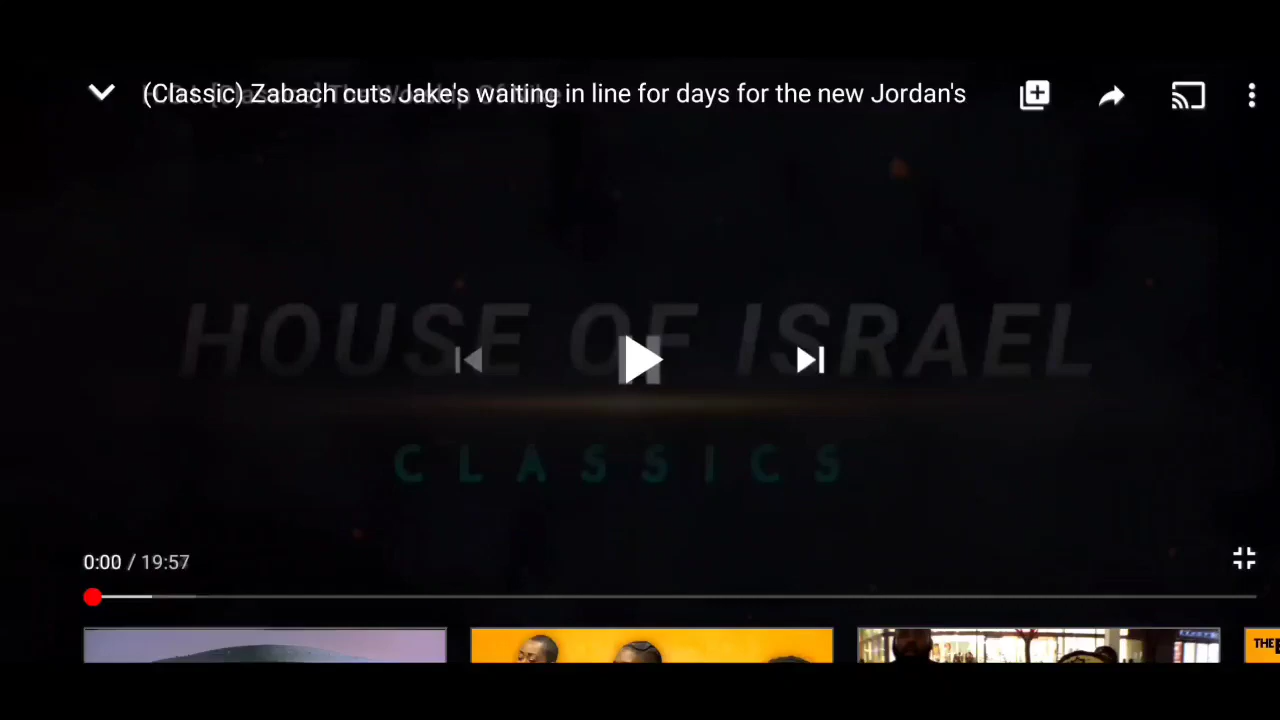 (Classic) Zabach cuts Jake's waiting in line for days for the new Jordan's
HOUSE OF ISRAEL
CLASSICS
0:00 / 19:57
THE